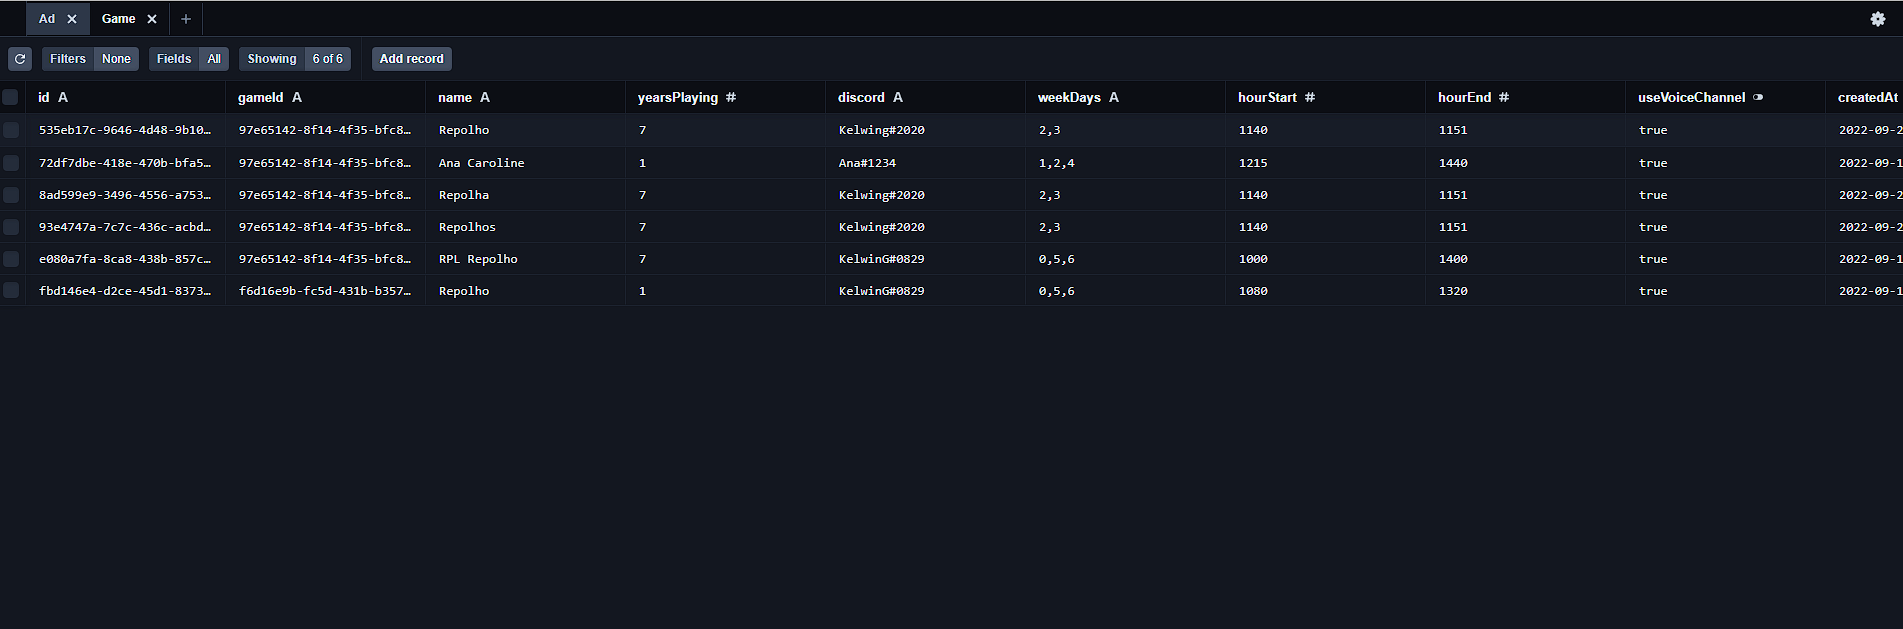 Ad × Game × +
Filters None Fields All Showing 6 of 6 Add record
id A gameId A name A yearsPlaying # discord A weekDays A hourStart # hourEnd # useVoiceChannel createdAt
535eb17c-9646-4d48-9b10… 97e65142-8f14-4f35-bfc8… Repolho 7 Kelwing#2020 2,3 1140 1151 true 2022-09-2
72df7dbe-418e-470b-bfa5… 97e65142-8f14-4f35-bfc8… Ana Caroline 1 Ana#1234 1,2,4 1215 1440 true 2022-09-1
8ad599e9-3496-4556-a753… 97e65142-8f14-4f35-bfc8… Repolha 7 Kelwing#2020 2,3 1140 1151 true 2022-09-2
93e4747a-7c7c-436c-acbd… 97e65142-8f14-4f35-bfc8… Repolhos 7 Kelwing#2020 2,3 1140 1151 true 2022-09-2
e080a7fa-8ca8-438b-857c… 97e65142-8f14-4f35-bfc8… RPL Repolho 7 KelwinG#0829 0,5,6 1000 1400 true 2022-09-1
fbd146e4-d2ce-45d1-8373… f6d16e9b-fc5d-431b-b357… Repolho 1 KelwinG#0829 0,5,6 1080 1320 true 2022-09-1